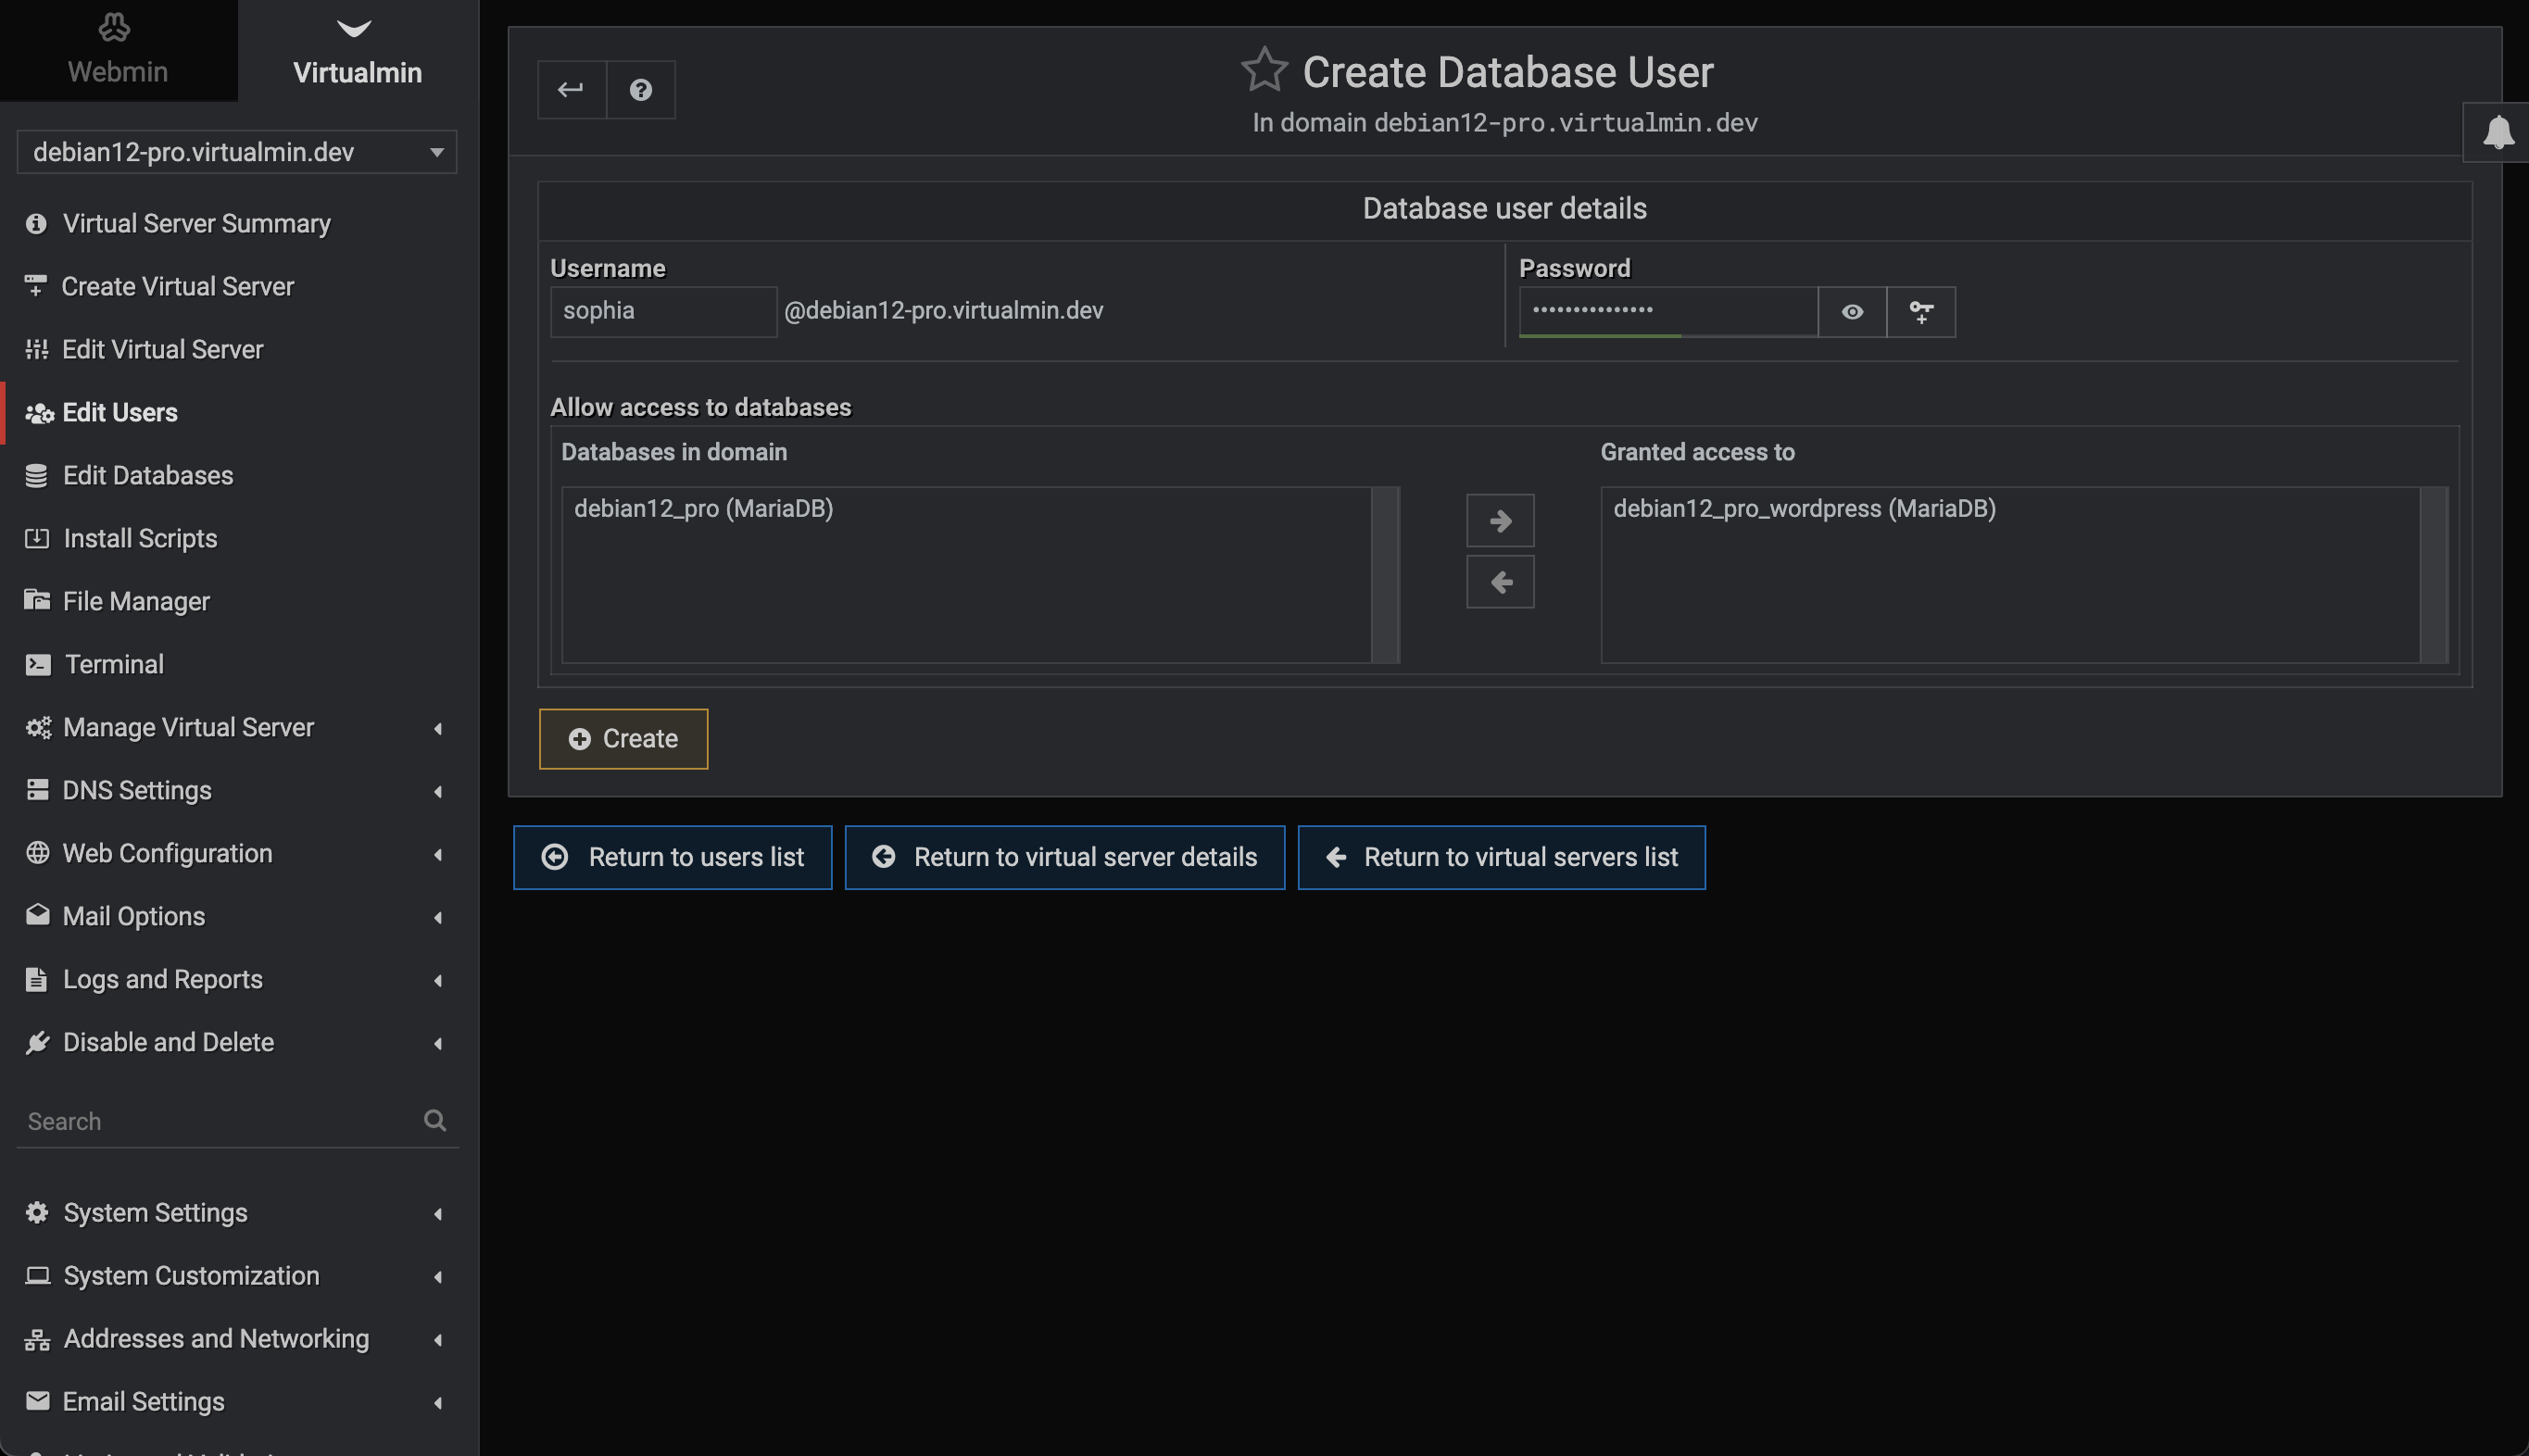 Webmin
Virtualmin
debian12-pro.virtualmin.dev
Virtual Server Summary
Create Virtual Server
Edit Virtual Server
Edit Users
Edit Databases
Install Scripts
File Manager
Terminal
Manage Virtual Server
DNS Settings
Web Configuration
Mail Options
Logs and Reports
Disable and Delete
Search
System Settings
System Customization
Addresses and Networking
Email Settings
Create Database User
In domain debian12-pro.virtualmin.dev
Database user details
Username
sophia @debian12-pro.virtualmin.dev
Password
•••••••••••••••
Allow access to databases
Databases in domain
Granted access to
debian12_pro (MariaDB)
debian12_pro_wordpress (MariaDB)
Create
Return to users list
Return to virtual server details
Return to virtual servers list